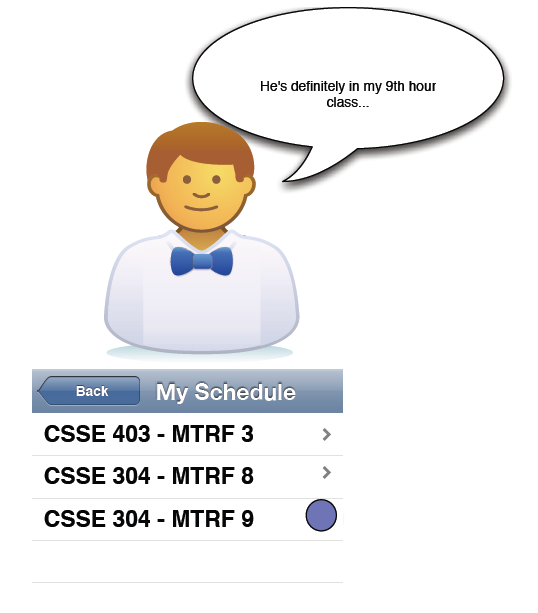 He's definitely in my 9th hour
class...
Back
My Schedule
CSSE 403 - MTRF 3
CSSE 304 - MTRF 8
CSSE 304 - MTRF 9